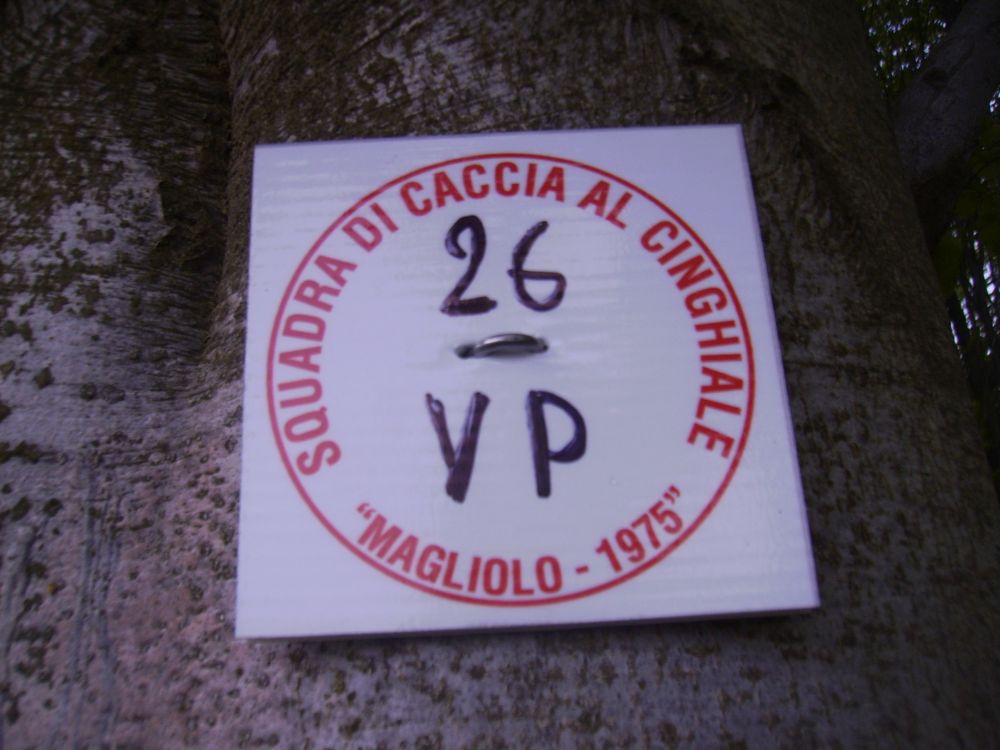 SQUADRA DI CACCIA AL CINGHIALE
26
VP
"MAGLIOLO - 1975"